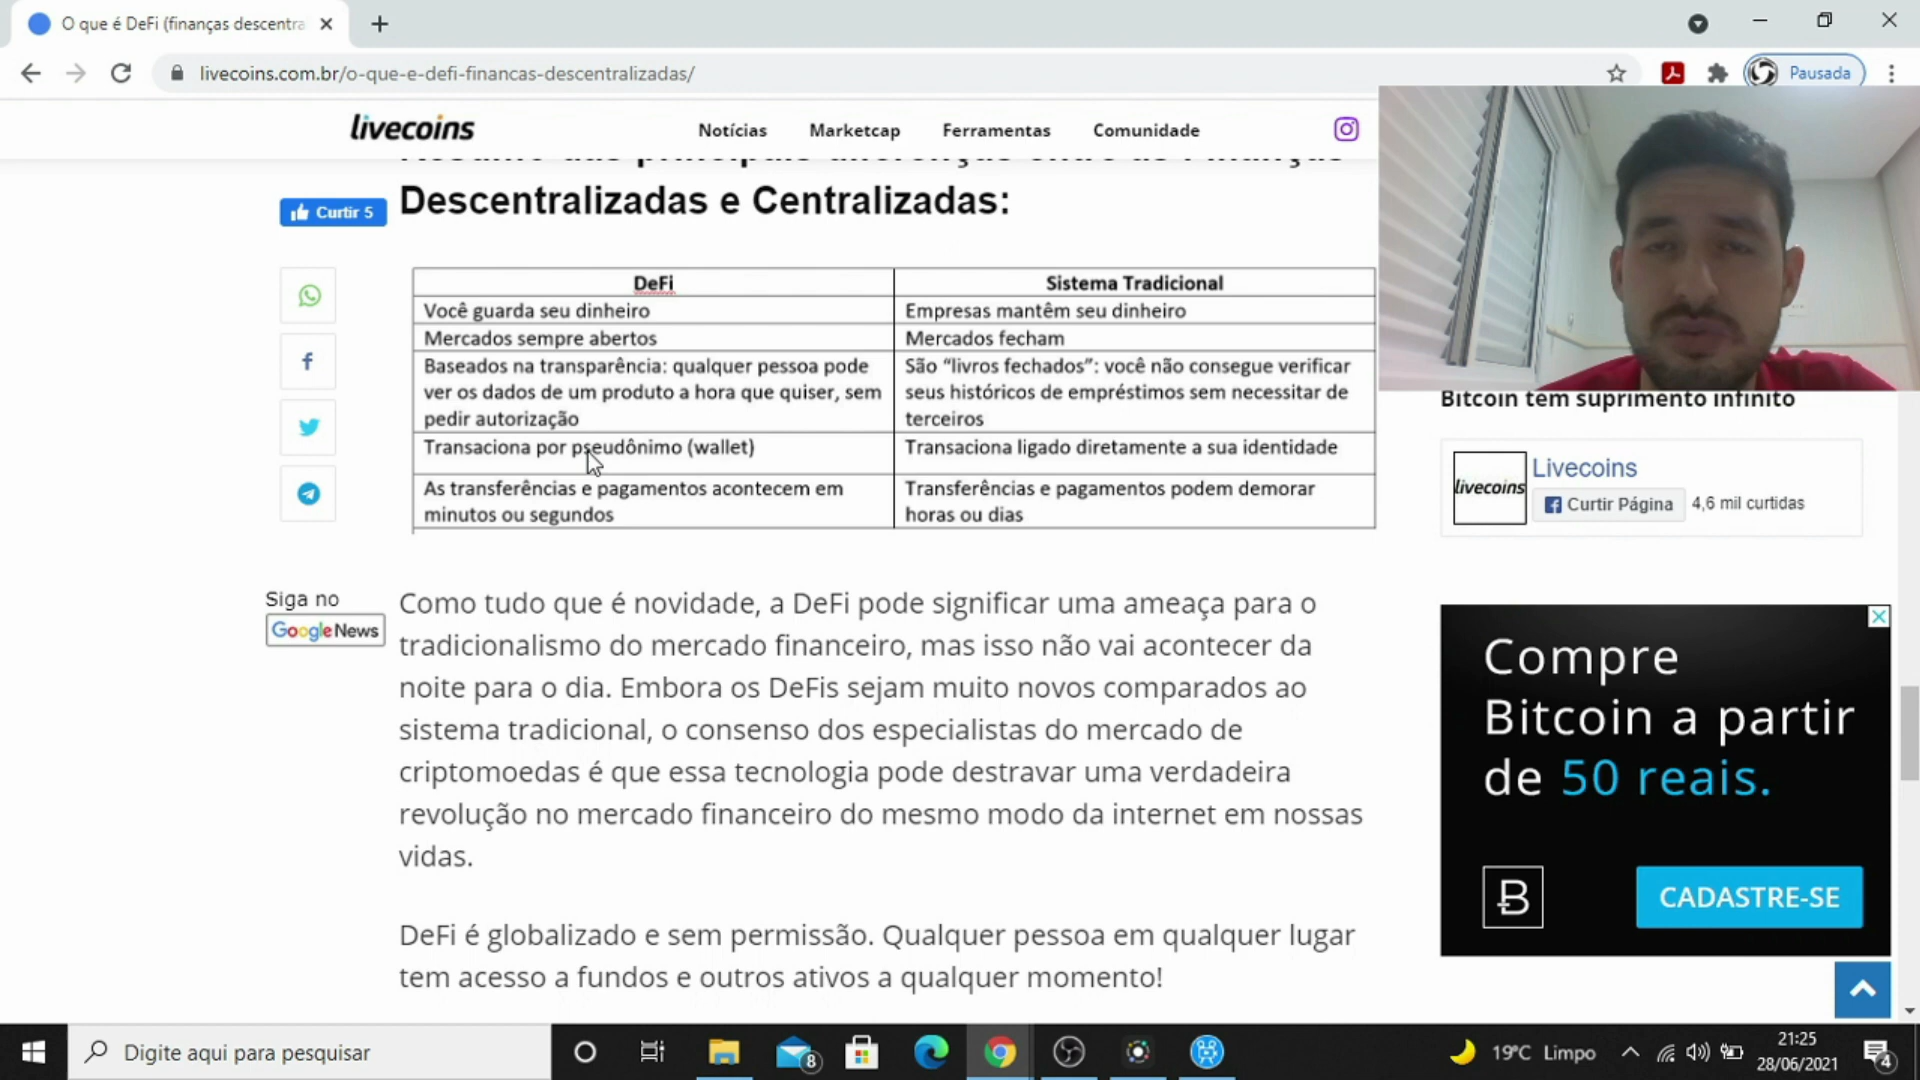 O que é DeFi (finanças descentra
livecoins.com.br/o-que-e-defi-financas-descentralizadas/
Pausada
livecoins
Notícias
Marketcap
Ferramentas
Comunidade
Resumo das principais diferenças entre as Finanças
Descentralizadas e Centralizadas:
Curtir 5
DeFi
Sistema Tradicional
Você guarda seu dinheiro
Empresas mantêm seu dinheiro
Mercados sempre abertos
Mercados fecham
Baseados na transparência: qualquer pessoa pode
ver os dados de um produto a hora que quiser, sem
pedir autorização
São “livros fechados”: você não consegue verificar
seus históricos de empréstimos sem necessitar de
terceiros
Transaciona por pseudônimo (wallet)
Transaciona ligado diretamente a sua identidade
As transferências e pagamentos acontecem em
minutos ou segundos
Transferências e pagamentos podem demorar
horas ou dias
Bitcoin tem suprimento infinito
livecoins
Livecoins
Curtir Página
4,6 mil curtidas
Siga no
Google News
Como tudo que é novidade, a DeFi pode significar uma ameaça para o
tradicionalismo do mercado financeiro, mas isso não vai acontecer da
noite para o dia. Embora os DeFis sejam muito novos comparados ao
sistema tradicional, o consenso dos especialistas do mercado de
criptomoedas é que essa tecnologia pode destravar uma verdadeira
revolução no mercado financeiro do mesmo modo da internet em nossas
vidas.
DeFi é globalizado e sem permissão. Qualquer pessoa em qualquer lugar
tem acesso a fundos e outros ativos a qualquer momento!
Compre
Bitcoin a partir
de 50 reais.
CADASTRE-SE
Digite aqui para pesquisar
8
19°C Limpo
21:25
28/06/2021
4